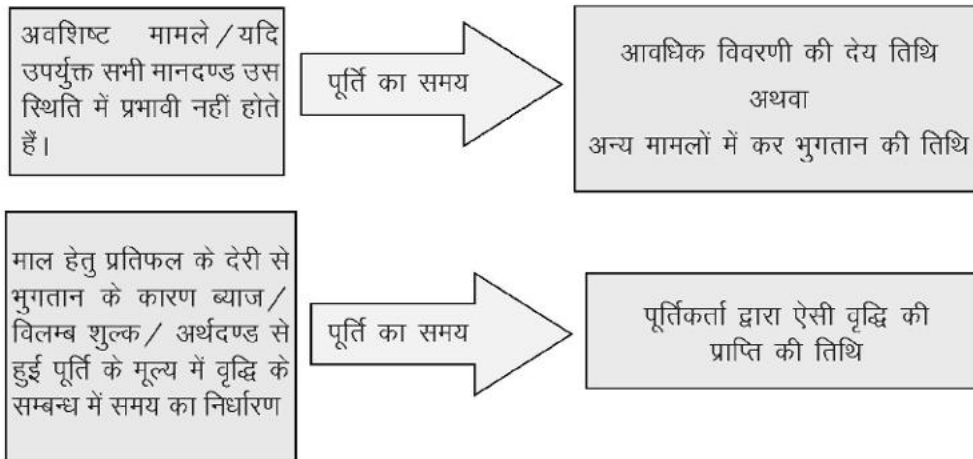 अवशिष्ट मामले/यदि
उपर्युक्त सभी मानदण्ड उस
स्थिति में प्रभावी नहीं होते
हैं।
पूर्ति का समय
आवधिक विवरणी की देय तिथि
अथवा
अन्य मामलों में कर भुगतान की तिथि
माल हेतु प्रतिफल के देरी से
भुगतान के कारण ब्याज/
विलम्ब शुल्क/ अर्थदण्ड से
हुई पूर्ति के मूल्य में वृद्धि के
सम्बन्ध में समय का निर्धारण
पूर्ति का समय
पूर्तिकर्ता द्वारा ऐसी वृद्धि की
प्राप्ति की तिथि